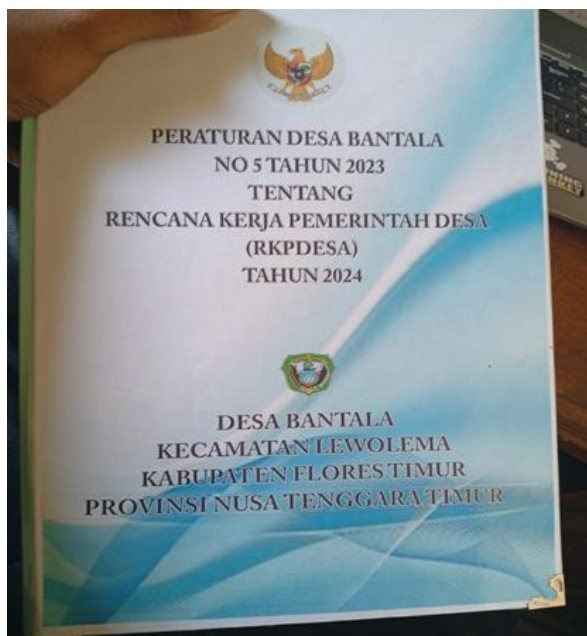 PERATURAN DESA BANTALA
NO 5 TAHUN 2023
TENTANG
RENCANA KERJA PEMERINTAH DESA
(RKPDESA)
TAHUN 2024
DESA BANTALA
KECAMATAN LEWOLEMA
KABUPATEN FLORES TIMUR
PROVINSI NUSA TENGGARA TIMUR